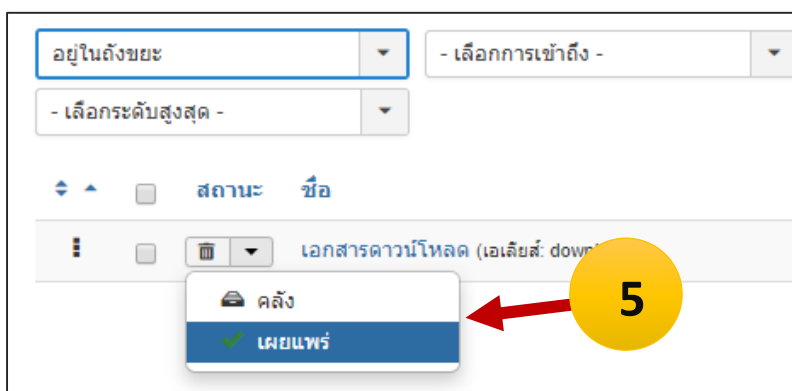 อยู่ในถังขยะ - เลือกการเข้าถึง -
- เลือกระดับสูงสุด -
สถานะ ชื่อ
เอกสารดาวน์โหลด (เอเลียส์:
คลัง
เผยแพร่
5